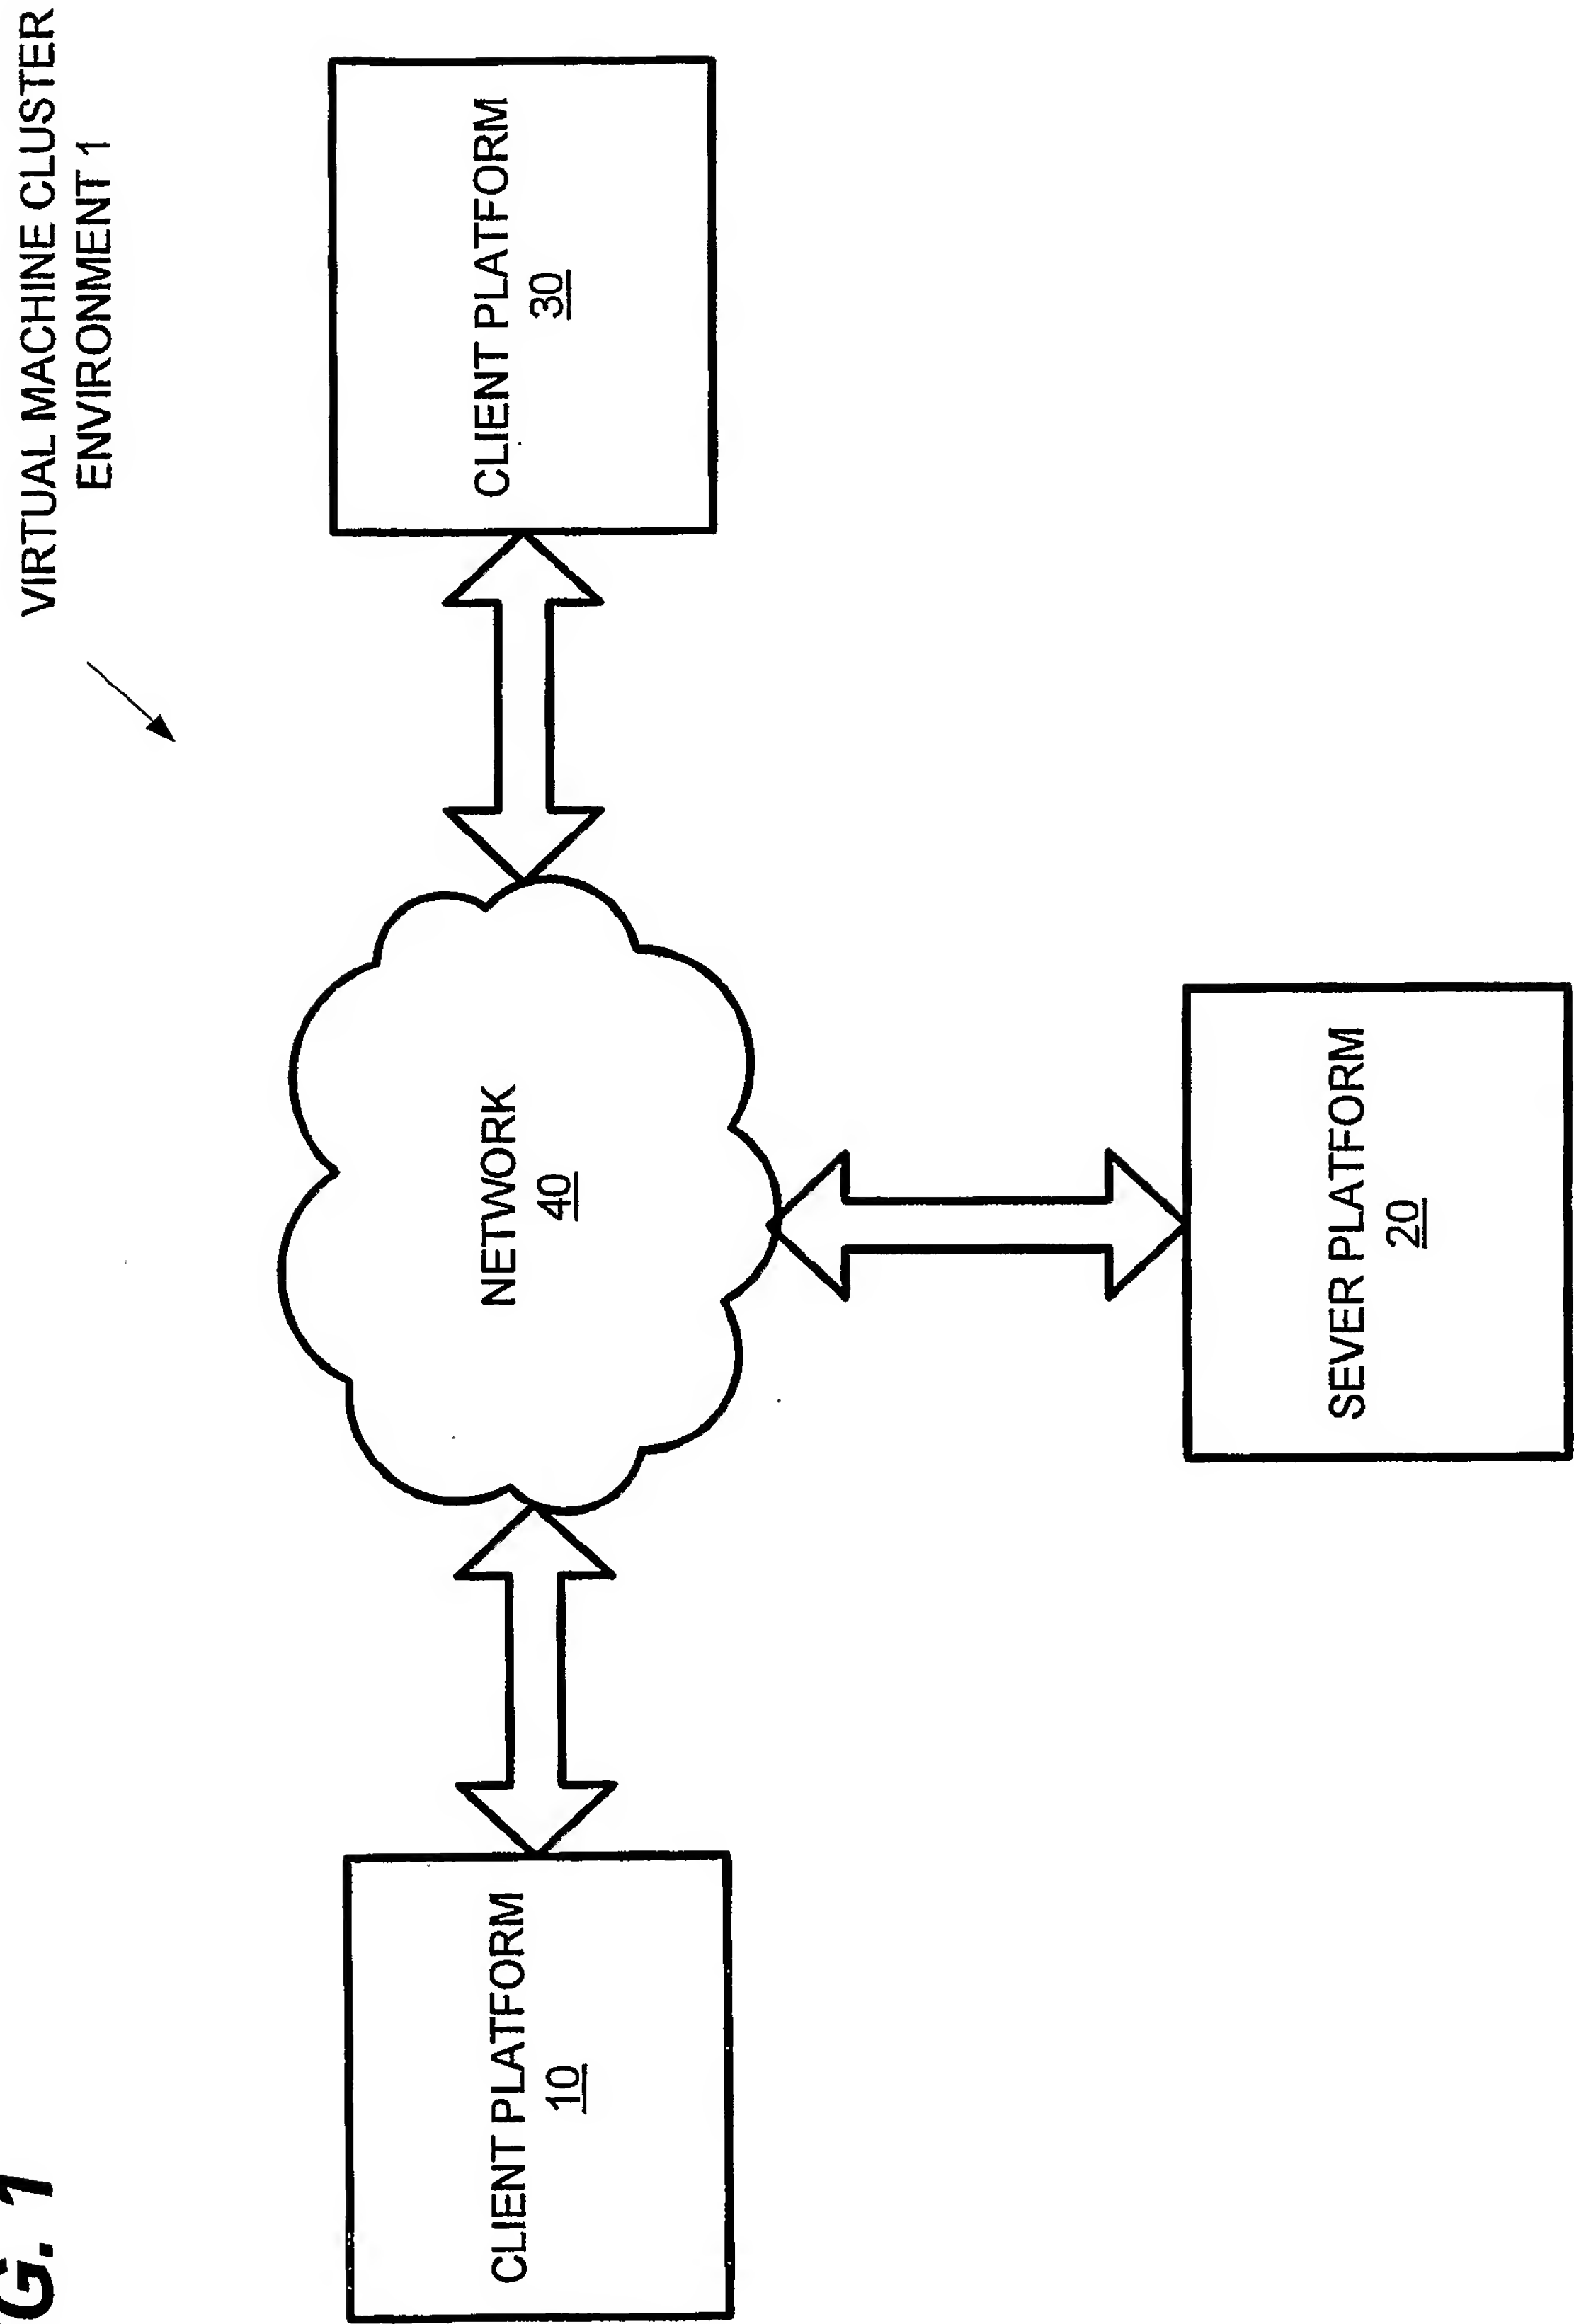 G. 1
VIRTUAL MACHINE CLUSTER
ENVIRONMENT 1
CLIENT PLATFORM
10
NETWORK
40
CLIENT PLATFORM
30
SEVER PLATFORM
20